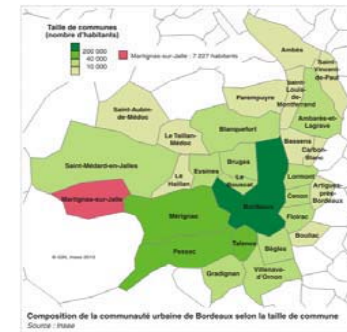 Taille de communes
(nombre d'habitants)
200 000
40 000
10 000
Martignas-sur-Jalle : 7 227 habitants
Ambès
Saint-
Vincent-
de-Paul
Saint-
Louis-
de-
Montferrand
Parempuyre
Saint-Aubin-
de-Médoc
Ambarès-et-
Lagrave
Le Taillan-
Médoc
Blanquefort
Bassens
Carbon-
Blanc
Saint-Médard-en-Jalles
Le
Haillan
Eysines
Bruges
Le
Bouscat
Lormont
Artigues-
près-
Bordeaux
Martignas-sur-Jalle
Mérignac
Bordeaux
Cenon
Floirac
Bouliac
Pessac
Talence
Bègles
Gradignan
Villenave-
d'Ornon
© IGN, Insee 2010
Composition de la communauté urbaine de Bordeaux selon la taille de commune
Source : Insee